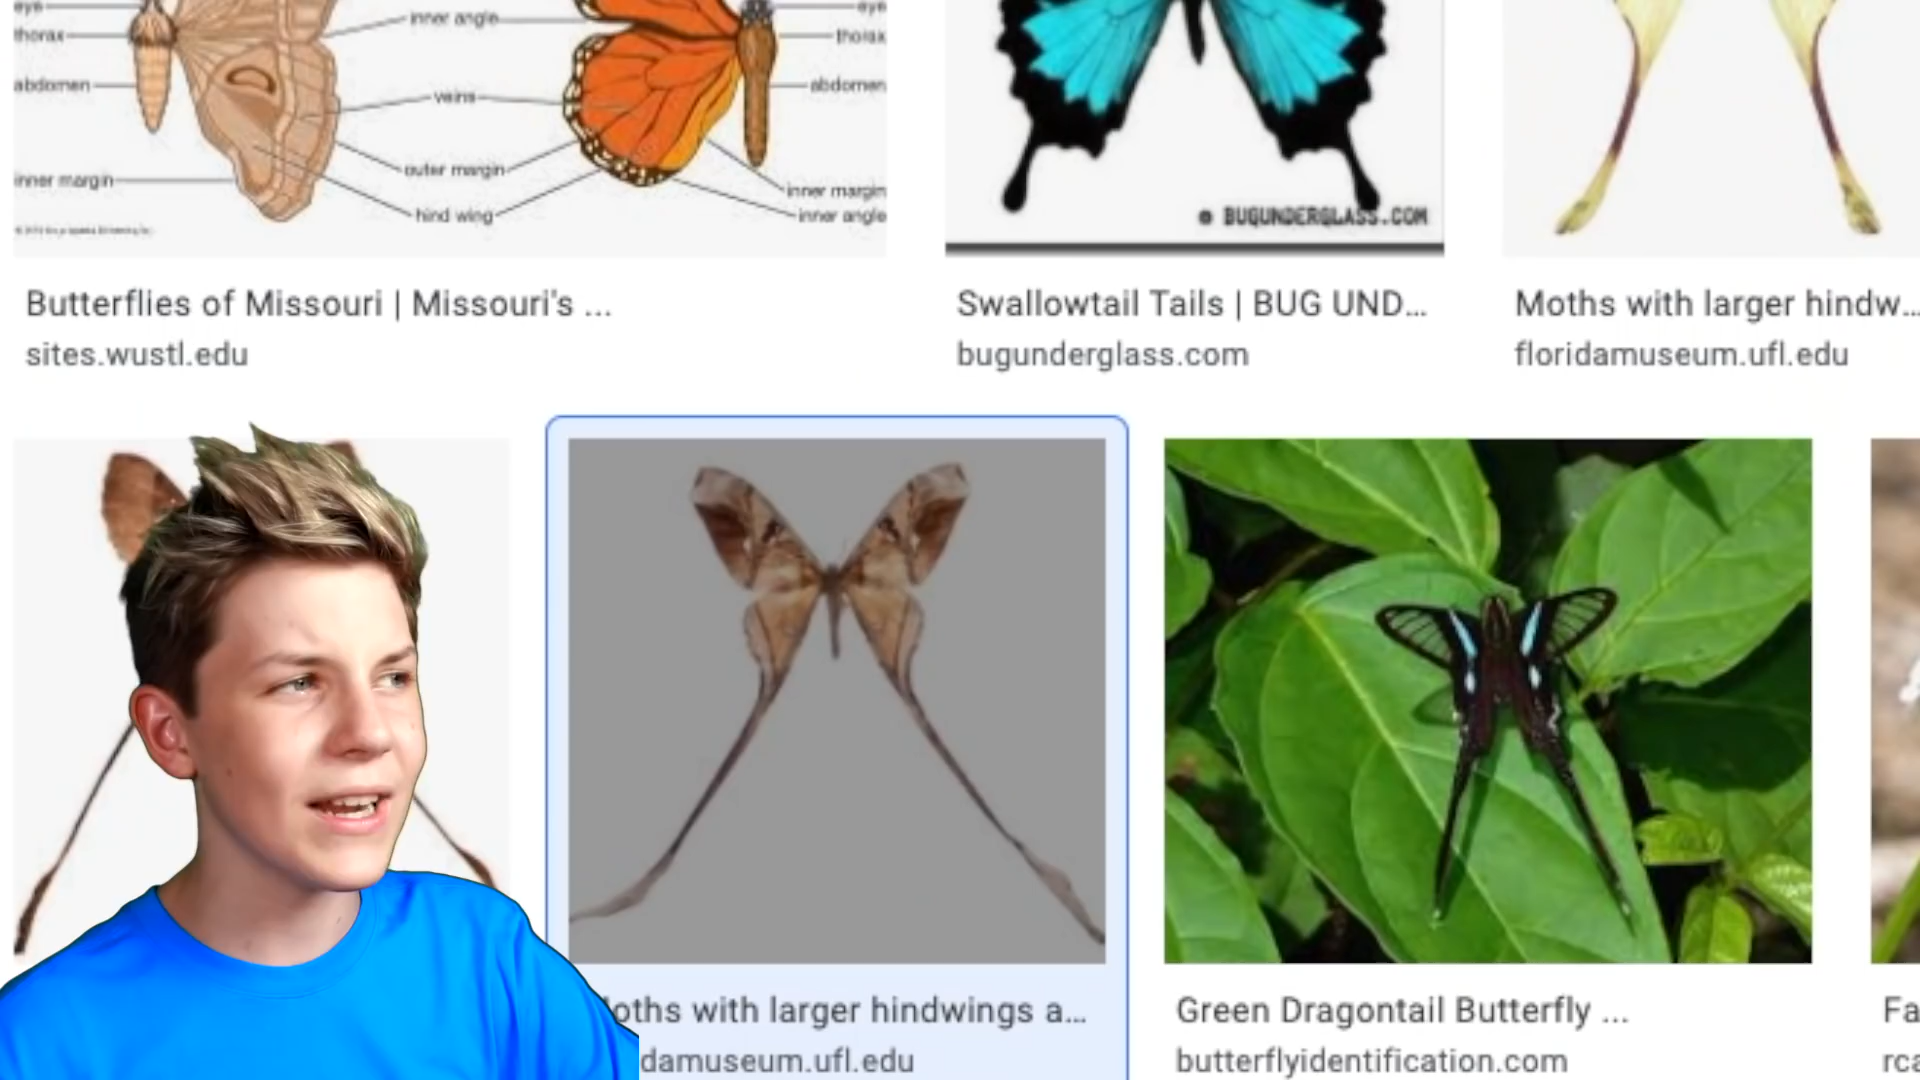 eye
inner angle
eye
thorax
thorax
abdomen
veins
abdomen
outer margin
inner margin
inner margin
hind wing
inner angle
BUGUNDERGLASS.COM
Butterflies of Missouri | Missouri's ...
sites.wustl.edu
Swallowtail Tails | BUG UND...
bugunderglass.com
Moths with larger hindw...
floridamuseum.ufl.edu
oths with larger hindwings a...
damuseum.ufl.edu
Green Dragontail Butterfly ...
butterflyidentification.com
Fa
rca